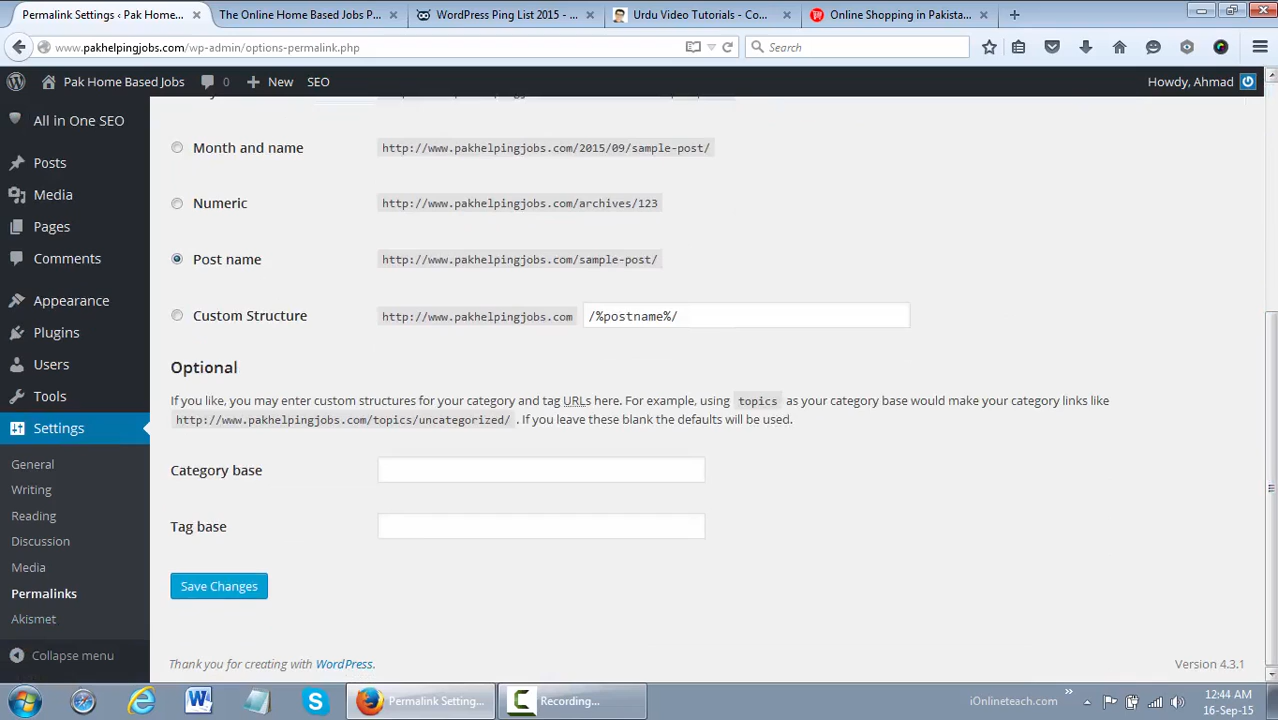 Permalink Settings ‹ Pak Home...
The Online Home Based Jobs P...
WordPress Ping List 2015 - ...
Urdu Video Tutorials - Co...
Online Shopping in Pakista...
www.pakhelpingjobs.com/wp-admin/options-permalink.php
Search
Pak Home Based Jobs
0
New
SEO
Howdy, Ahmad
All in One SEO
Posts
Media
Pages
Comments
Appearance
Plugins
Users
Tools
Settings
General
Writing
Reading
Discussion
Media
Permalinks
Akismet
Collapse menu
Month and name
http://www.pakhelpingjobs.com/2015/09/sample-post/
Numeric
http://www.pakhelpingjobs.com/archives/123
Post name
http://www.pakhelpingjobs.com/sample-post/
Custom Structure
http://www.pakhelpingjobs.com
/%postname%/
Optional
If you like, you may enter custom structures for your category and tag URLs here. For example, using topics as your category base would make your category links like
http://www.pakhelpingjobs.com/topics/uncategorized/ . If you leave these blank the defaults will be used.
Category base
Tag base
Save Changes
Thank you for creating with WordPress.
Version 4.3.1
Permalink Setting...
Recording...
iOnlineteach.com
12:44 AM
16-Sep-15